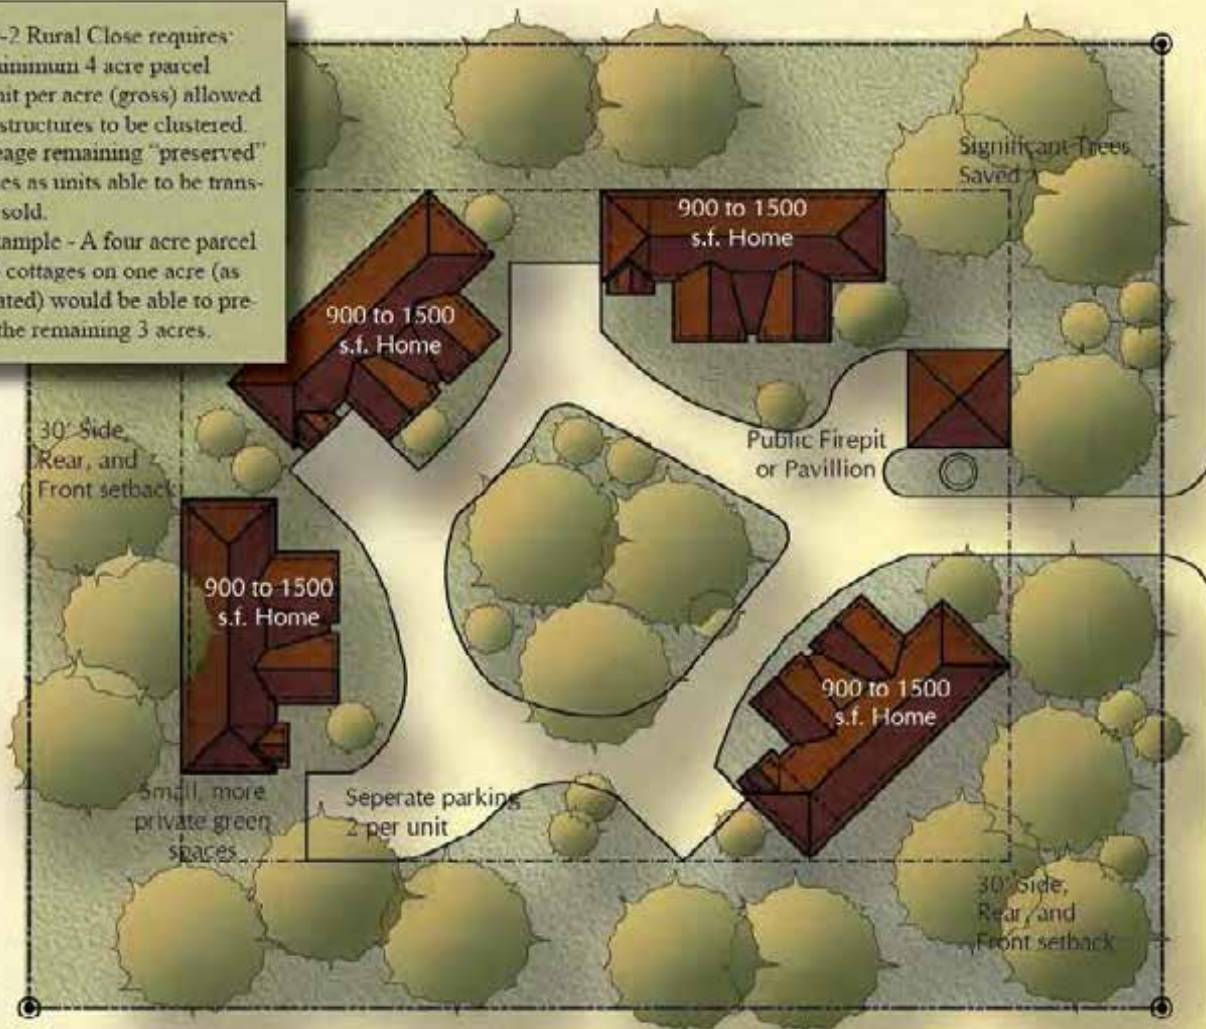 -2 Rural Close requires:
inimum 4 acre parcel
nit per acre (gross) allowed
structures to be clustered.
eage remaining “preserved”
es as units able to be trans-
sold.
ample - A four acre parcel
cottages on one acre (as
ated) would be able to pre-
the remaining 3 acres.
Significant Trees
Saved
900 to 1500
s.f. Home
900 to 1500
s.f. Home
30' Side,
Rear, and
Front setback
Public Firepit
or Pavillion
900 to 1500
s.f. Home
900 to 1500
s.f. Home
Small, more
private green
spaces
Seperate parking
2 per unit
30' Side,
Rear, and
Front setback